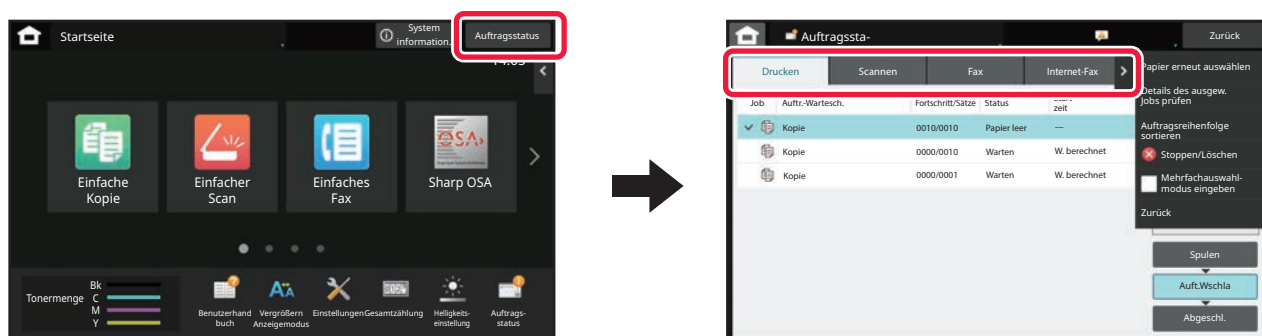 Startseite
System
information.
Auftragsstatus
Einfache
Kopie
Einfacher
Scan
Einfaches
Fax
OSA
Sharp OSA
Tonermenge
Bk
C
M
Y
Benutzerhand
buch
Vergrößern
Anzeigemodus
Einstellungen
Gesamtzählung
Helligkeits-
einstellung
Auftrags-
status
Auftragssta-
Zurück
Drucken Scannen Fax Internet-Fax
Job Auftr.-Wartesch. Fortschritt/Sätze Status
zeit
Kopie 0010/0010 Papier leer ---
Kopie 0000/0010 Warten W. berechnet
Kopie 0000/0001 Warten W. berechnet
Papier erneut auswählen
Details des ausgew.
Jobs prüfen
Auftragsreihenfolge
sortieren
Stoppen/Löschen
Mehrfachauswahl-
modus eingeben
Zurück
Spulen
Auft.Wschla
Abgeschl.